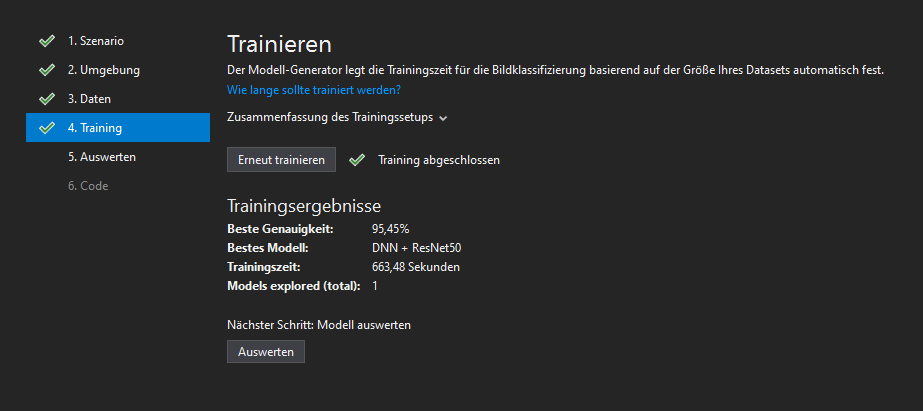 1. Szenario
2. Umgebung
3. Daten
4. Training
5. Auswerten
6. Code
Trainieren
Der Modell-Generator legt die Trainingszeit für die Bildklassifizierung basierend auf der Größe Ihres Datasets automatisch fest.
Wie lange sollte trainiert werden?
Zusammenfassung des Trainingssetups
Erneut trainieren Training abgeschlossen
Trainingsergebnisse
Beste Genauigkeit: 95,45%
Bestes Modell: DNN + ResNet50
Trainingszeit: 663,48 Sekunden
Models explored (total): 1
Nächster Schritt: Modell auswerten
Auswerten